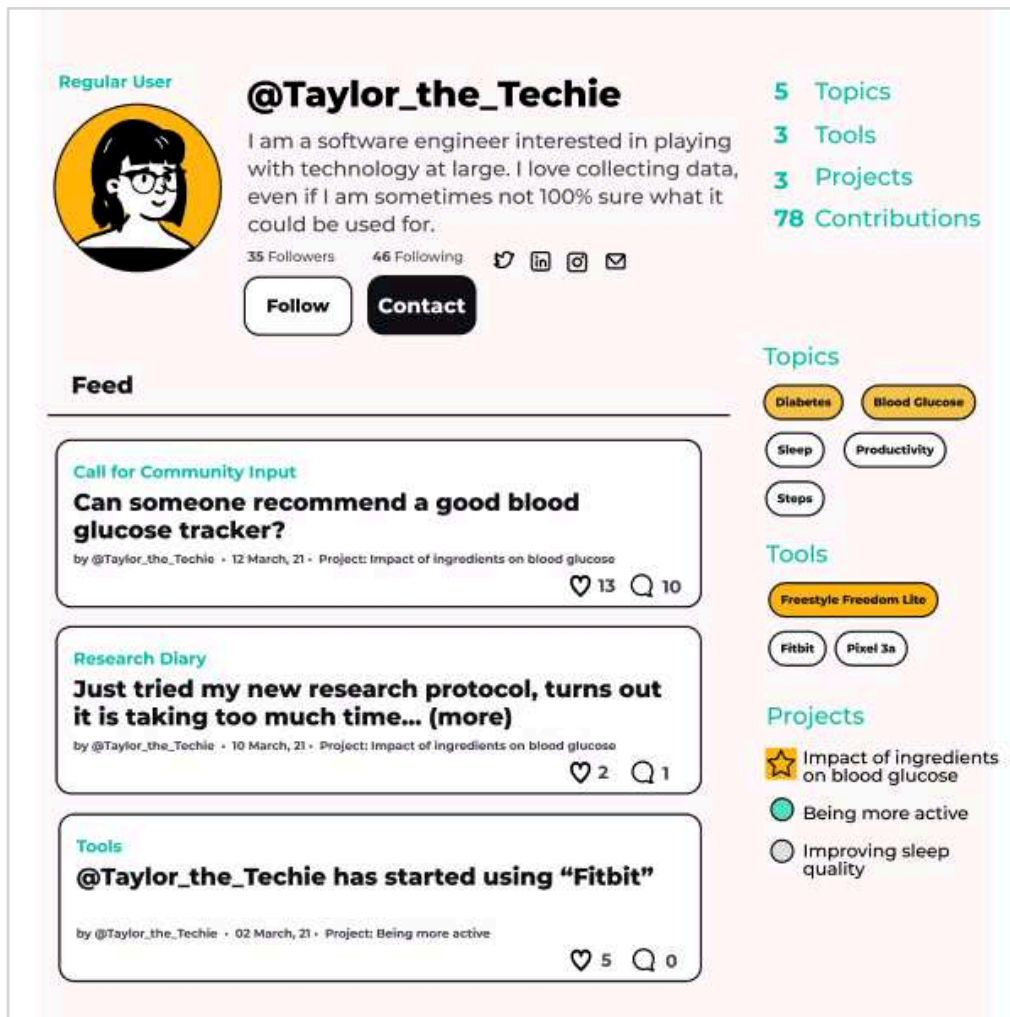 Regular User
@Taylor_the_Techie
I am a software engineer interested in playing
with technology at large. I love collecting data,
even if I am sometimes not 100% sure what it
could be used for.
35 Followers 46 Following
in
Follow Contact
5 Topics
3 Tools
3 Projects
78 Contributions
Feed
Call for Community Input
Can someone recommend a good blood
glucose tracker?
by @Taylor_the_Techie • 12 March, 21 • Project: Impact of ingredients on blood glucose
13 10
Research Diary
Just tried my new research protocol, turns out
it is taking too much time... (more)
by @Taylor_the_Techie • 10 March, 21 • Project: Impact of ingredients on blood glucose
2 1
Tools
@Taylor_the_Techie has started using “Fitbit”
by @Taylor_the_Techie • 02 March, 21 • Project: Being more active
5 0
Topics
Diabetes Blood Glucose
Sleep Productivity
Steps
Tools
Freestyle Freedom Lite
Fitbit Pixel 3a
Projects
Impact of ingredients
on blood glucose
Being more active
Improving sleep
quality